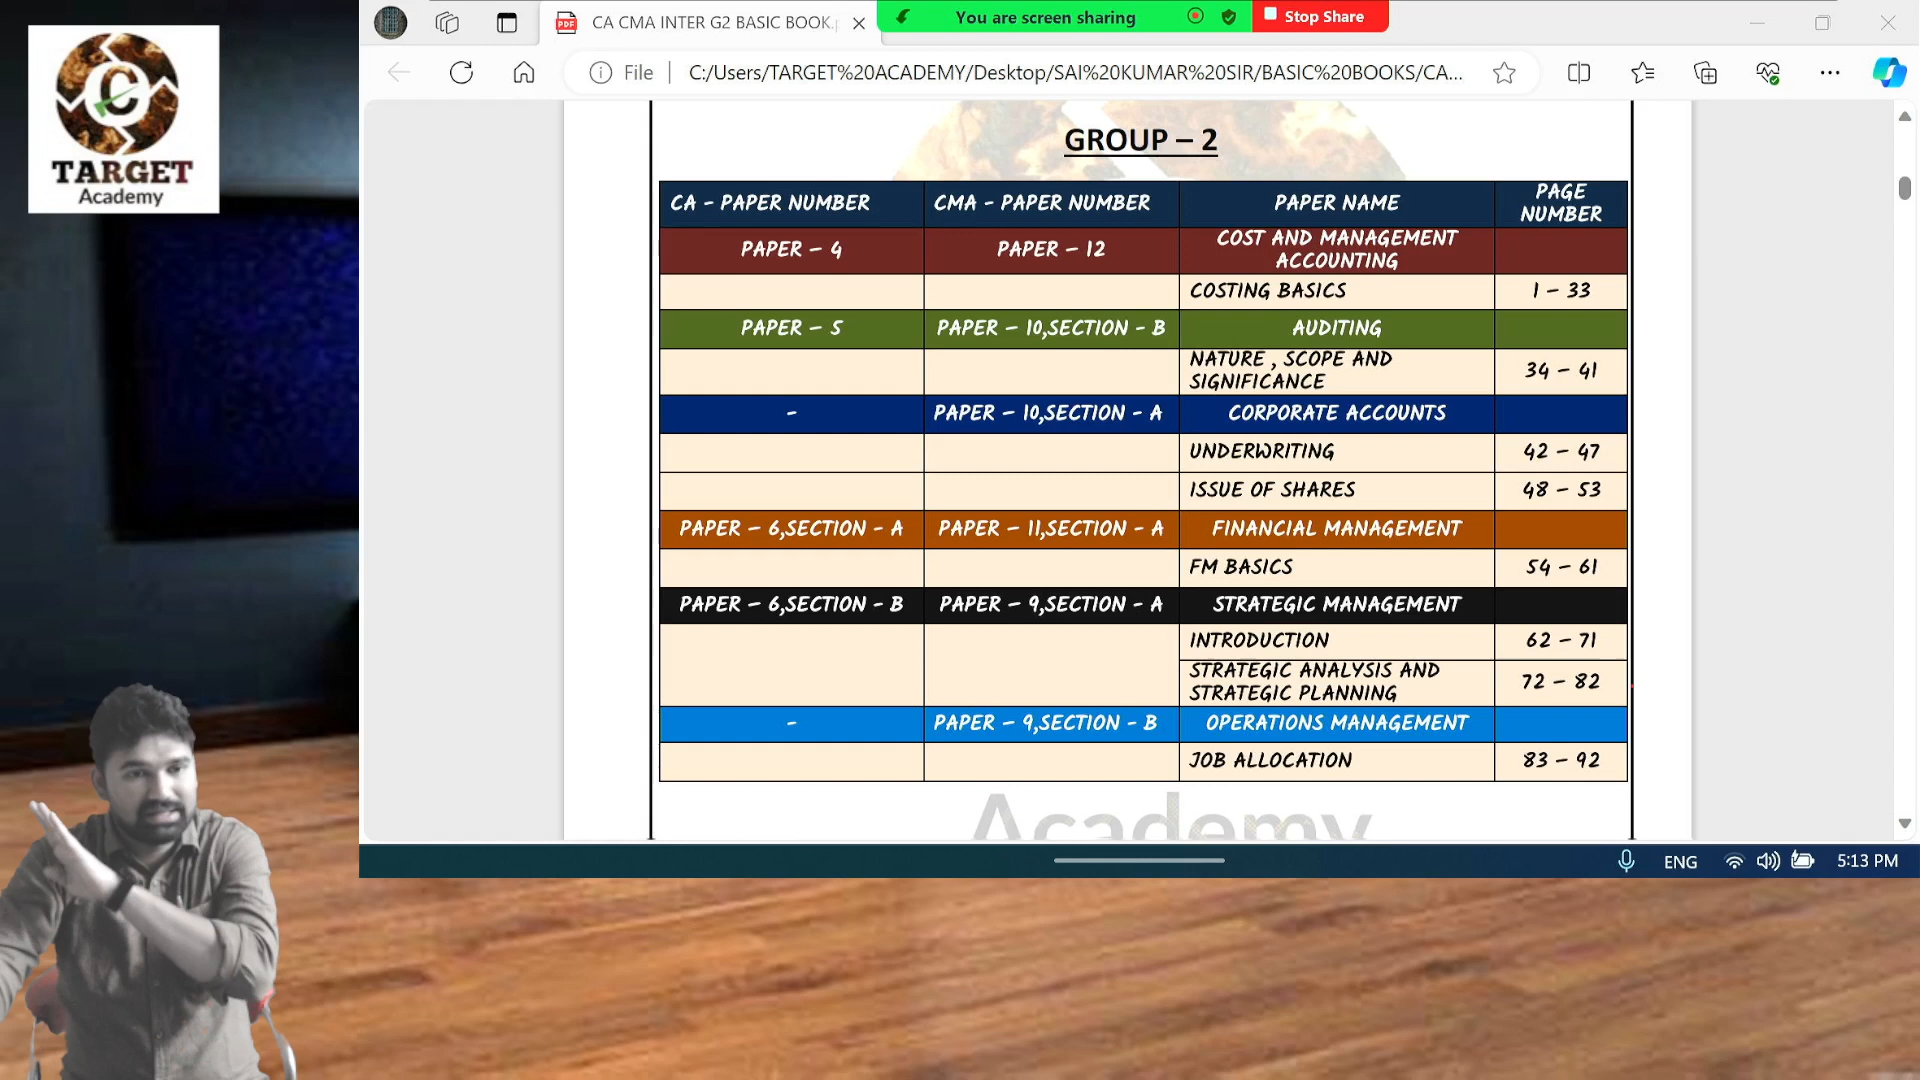 CA CMA INTER G2 BASIC BOOK.
You are screen sharing
Stop Share
File
C:/Users/TARGET%20ACADEMY/Desktop/SAI%20KUMAR%20SIR/BASIC%20BOOKS/CA...
C
TARGET
Academy
GROUP – 2
CA - PAPER NUMBER CMA - PAPER NUMBER PAPER NAME PAGE NUMBER
PAPER – 4 PAPER – 12 COST AND MANAGEMENT ACCOUNTING
COSTING BASICS 1 – 33
PAPER – 5 PAPER – 10,SECTION - B AUDITING
NATURE , SCOPE AND SIGNIFICANCE 34 – 41
- PAPER – 10,SECTION - A CORPORATE ACCOUNTS
UNDERWRITING 42 – 47
ISSUE OF SHARES 48 – 53
PAPER – 6,SECTION - A PAPER – 11,SECTION - A FINANCIAL MANAGEMENT
FM BASICS 54 – 61
PAPER – 6,SECTION - B PAPER – 9,SECTION - A STRATEGIC MANAGEMENT
INTRODUCTION 62 – 71
STRATEGIC ANALYSIS AND STRATEGIC PLANNING 72 – 82
- PAPER – 9,SECTION - B OPERATIONS MANAGEMENT
JOB ALLOCATION 83 – 92
Academy
ENG
5:13 PM